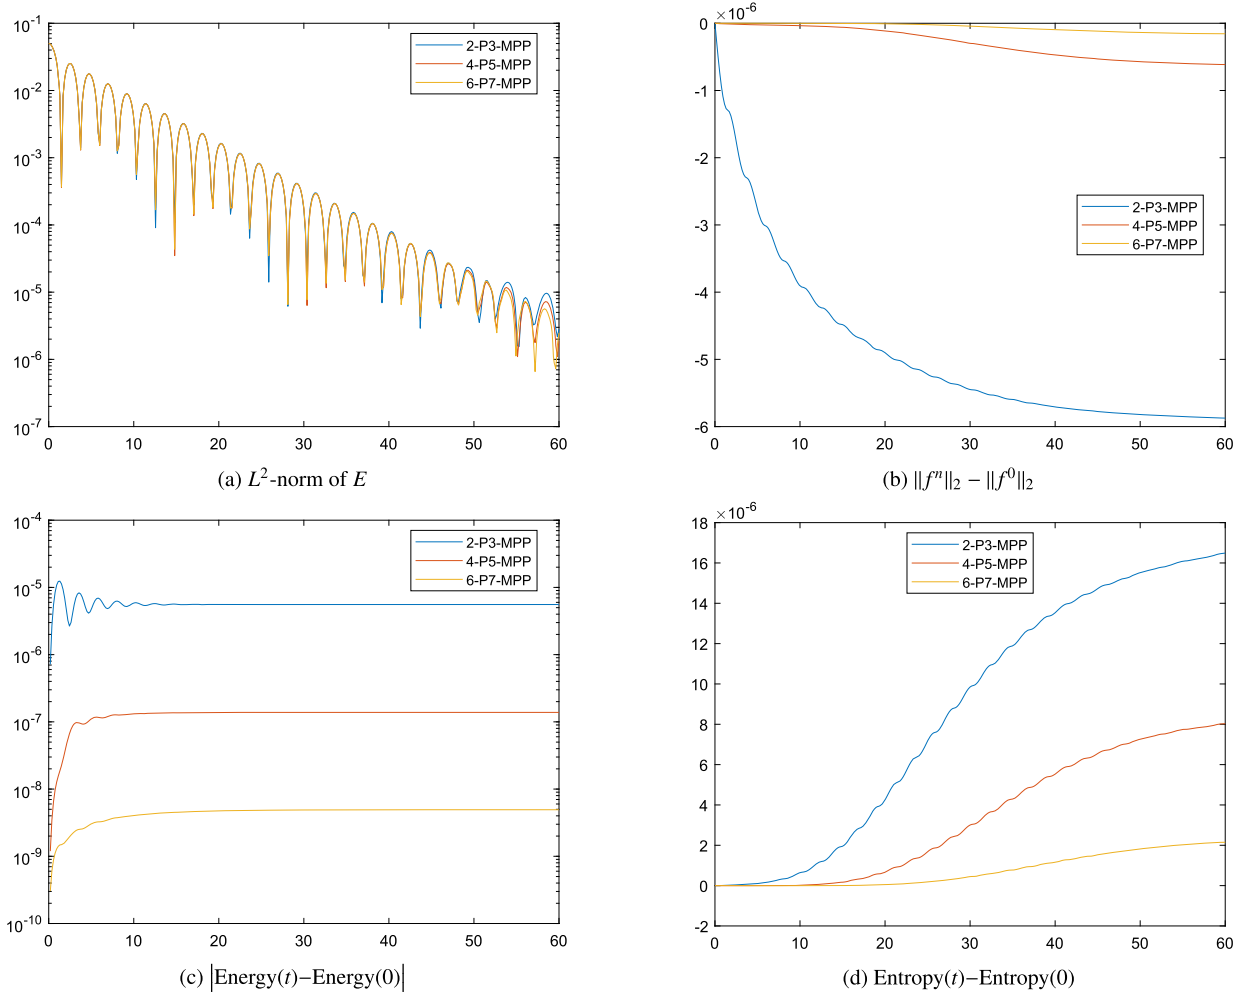 10^-1
10^-2
10^-3
10^-4
10^-5
10^-6
10^-7
0 10 20 30 40 50 60
2-P3-MPP
4-P5-MPP
6-P7-MPP
(a) L²-norm of E
×10^-6
0
-1
-2
-3
-4
-5
-6
0 10 20 30 40 50 60
2-P3-MPP
4-P5-MPP
6-P7-MPP
(b) ||f^n||₂ − ||f^0||₂
10^-4
10^-5
10^-6
10^-7
10^-8
10^-9
10^-10
0 10 20 30 40 50 60
2-P3-MPP
4-P5-MPP
6-P7-MPP
(c) |Energy(t)−Energy(0)|
×10^-6
18
16
14
12
10
8
6
4
2
0
-2
0 10 20 30 40 50 60
2-P3-MPP
4-P5-MPP
6-P7-MPP
(d) Entropy(t)−Entropy(0)